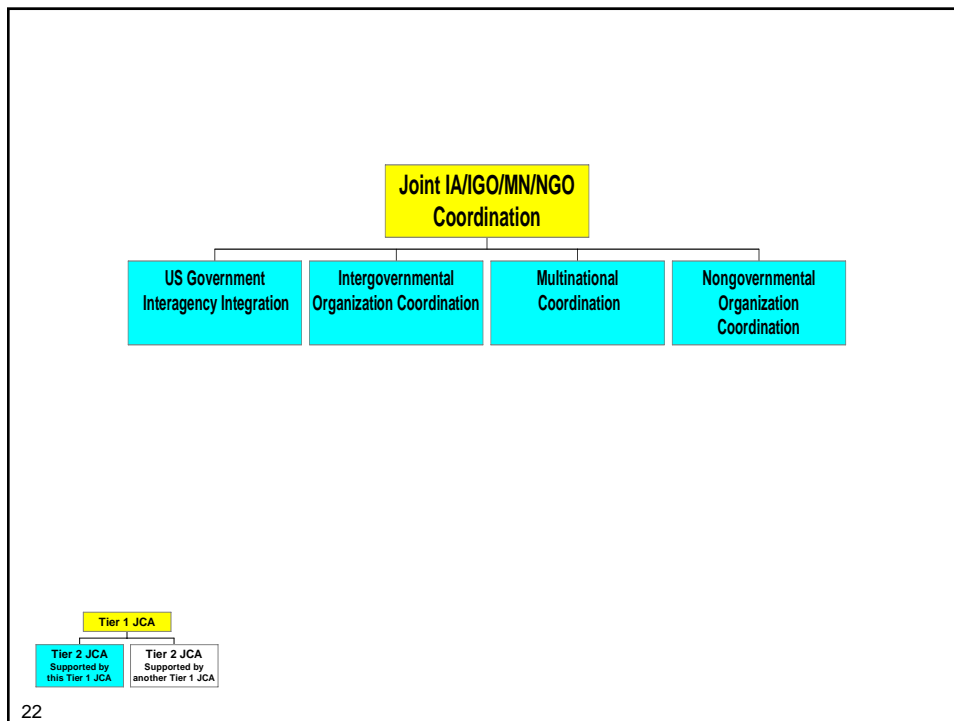 Joint IA/IGO/MN/NGO
Coordination
US Government
Interagency Integration
Intergovernmental
Organization Coordination
Multinational
Coordination
Nongovernmental
Organization
Coordination
Tier 1 JCA
Tier 2 JCA
Supported by
this Tier 1 JCA
Tier 2 JCA
Supported by
another Tier 1 JCA
22